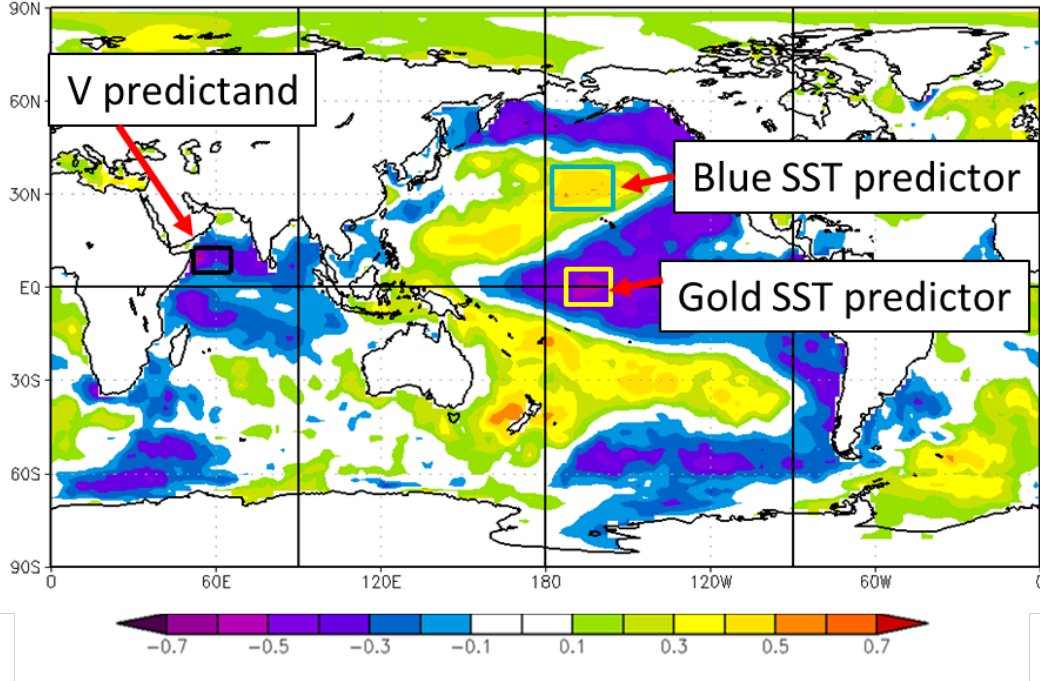 90N
V predictand
60N
Blue SST predictor
30N
Gold SST predictor
EQ
30S
60S
90S
0 60E 120E 180 120W 60W 0
−0.7 −0.5 −0.3 −0.1 0.1 0.3 0.5 0.7